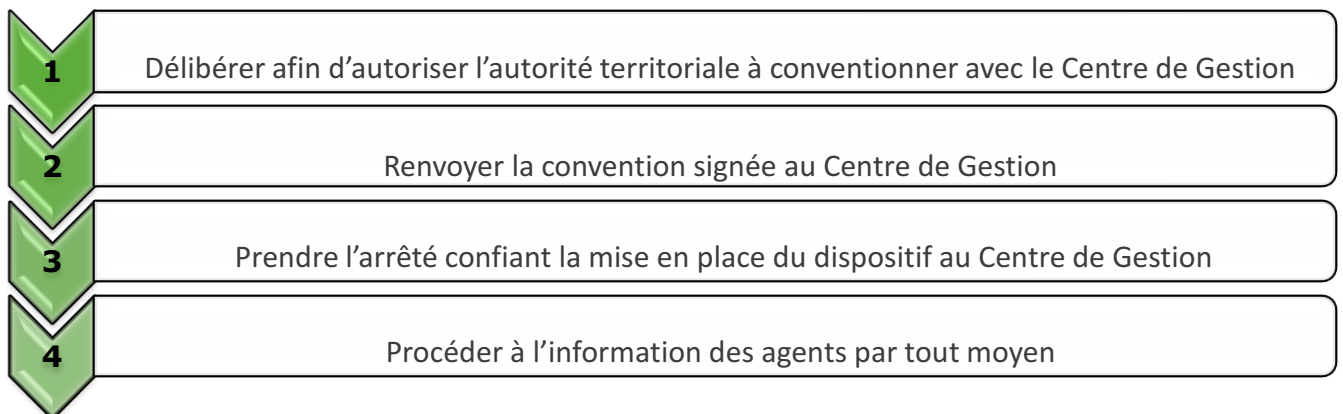 1 Délibérer afin d’autoriser l’autorité territoriale à conventionner avec le Centre de Gestion
2 Renvoyer la convention signée au Centre de Gestion
3 Prendre l’arrêté confiant la mise en place du dispositif au Centre de Gestion
4 Procéder à l’information des agents par tout moyen